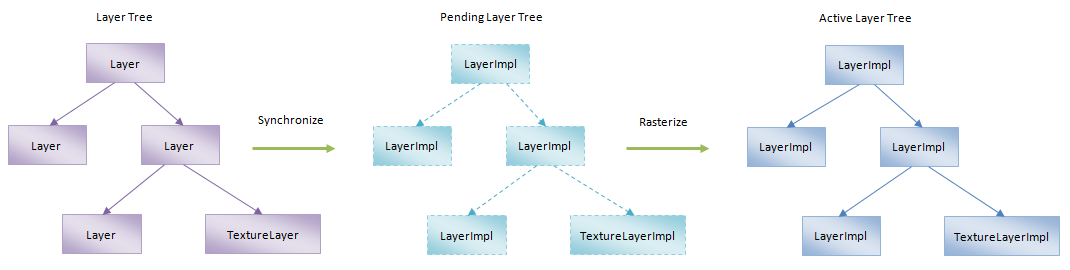 Layer Tree
Pending Layer Tree
Active Layer Tree
Layer
LayerImpl
LayerImpl
Synchronize
Rasterize
Layer
Layer
LayerImpl
LayerImpl
LayerImpl
LayerImpl
Layer
TextureLayer
LayerImpl
TextureLayerImpl
LayerImpl
TextureLayerImpl